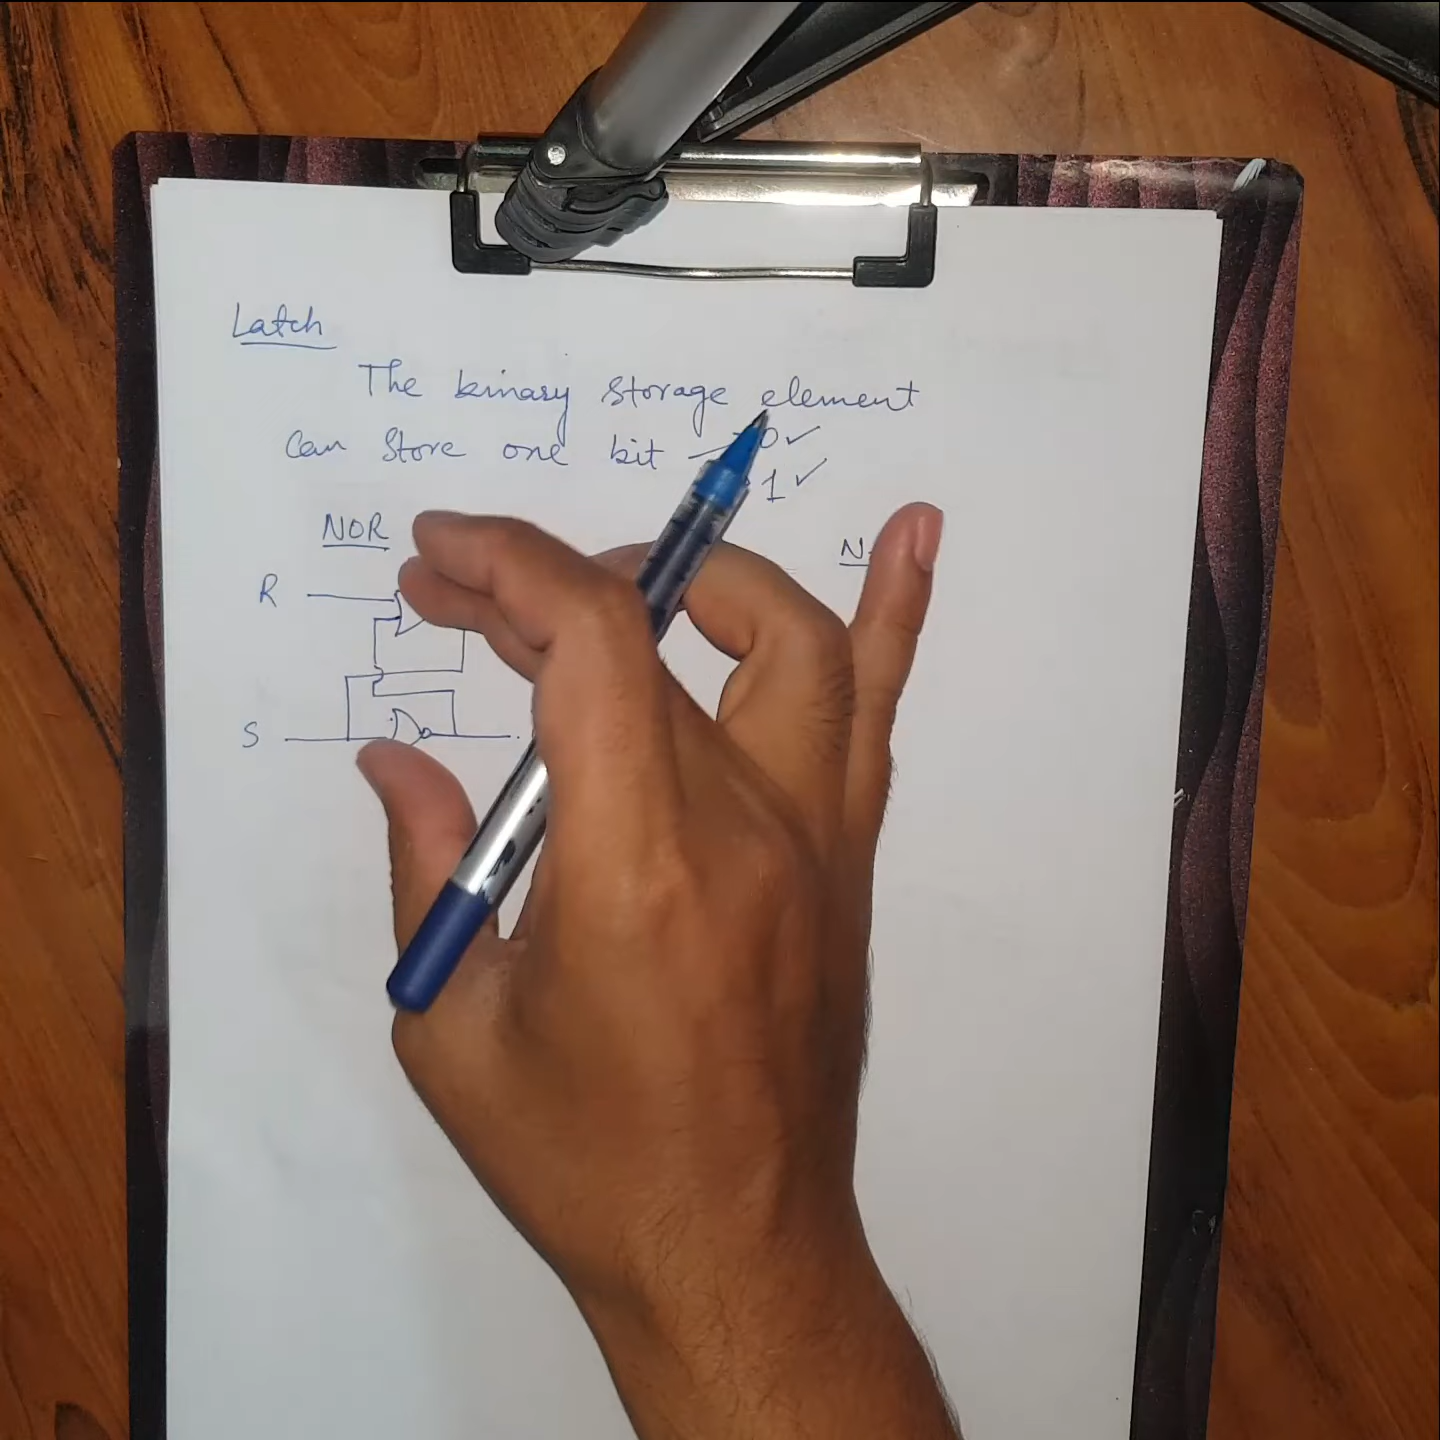 Latch
The binary storage element
Can Store one bit 0 ✓
1 ✓
NOR
R
S